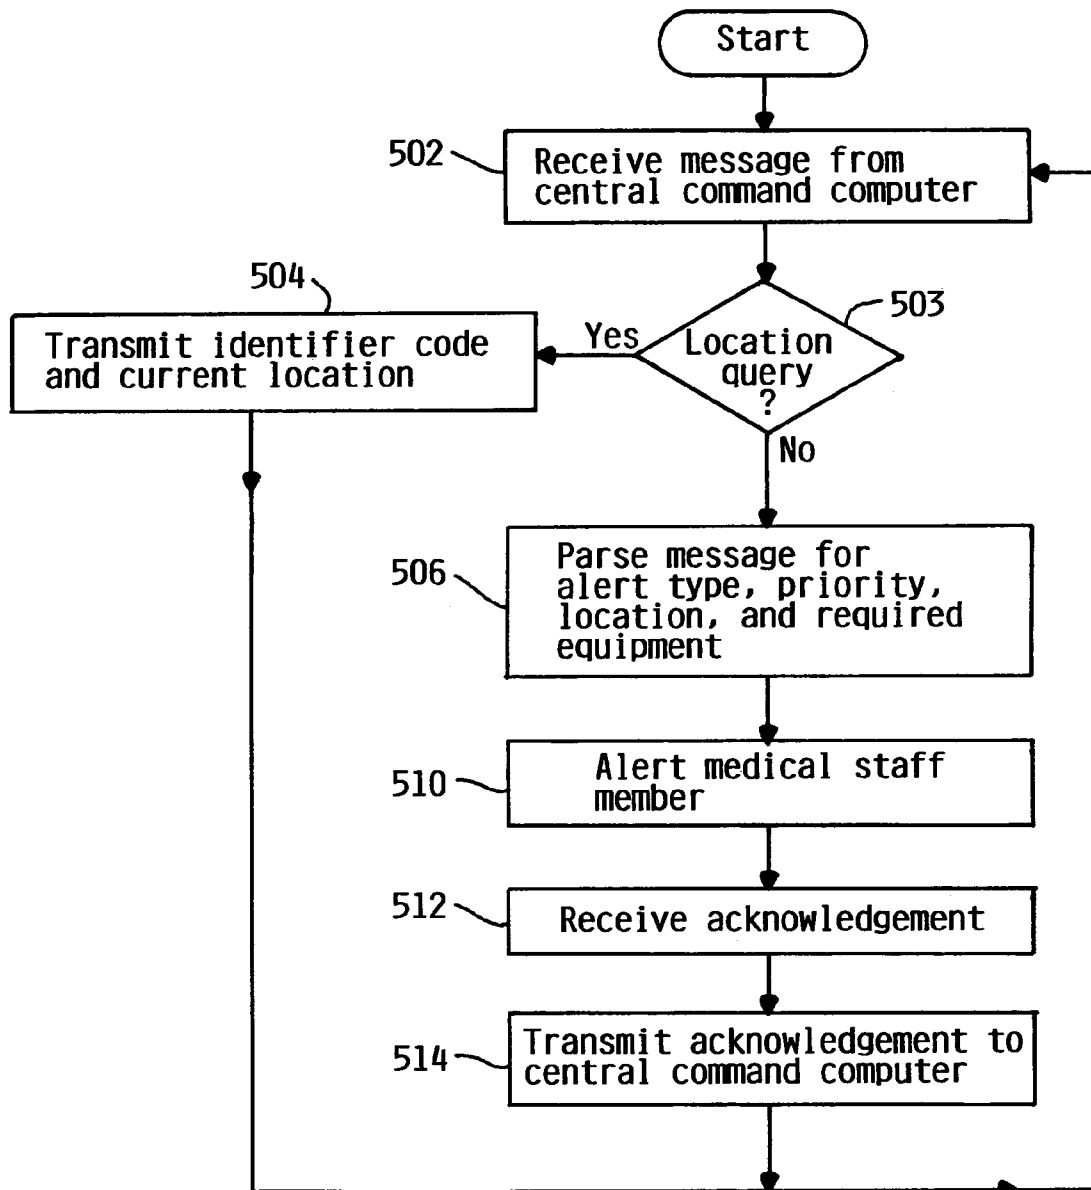 Start
502
Receive message from
central command computer
504
503
Transmit identifier code
and current location
Yes
Location
query
?
No
506
Parse message for
alert type, priority,
location, and required
equipment
510
Alert medical staff
member
512
Receive acknowledgement
514
Transmit acknowledgement to
central command computer